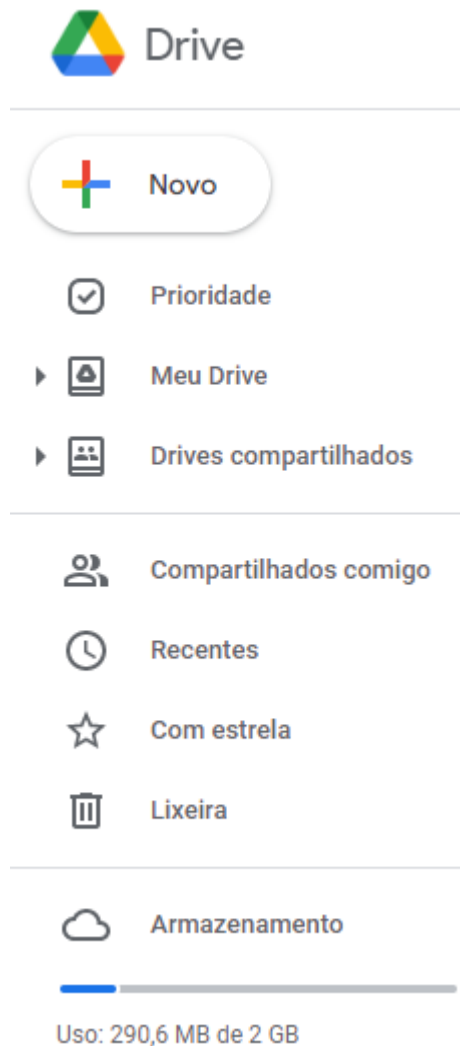 Drive
Novo
Prioridade
Meu Drive
Drives compartilhados
Compartilhados comigo
Recentes
Com estrela
Lixeira
Armazenamento
Uso: 290,6 MB de 2 GB